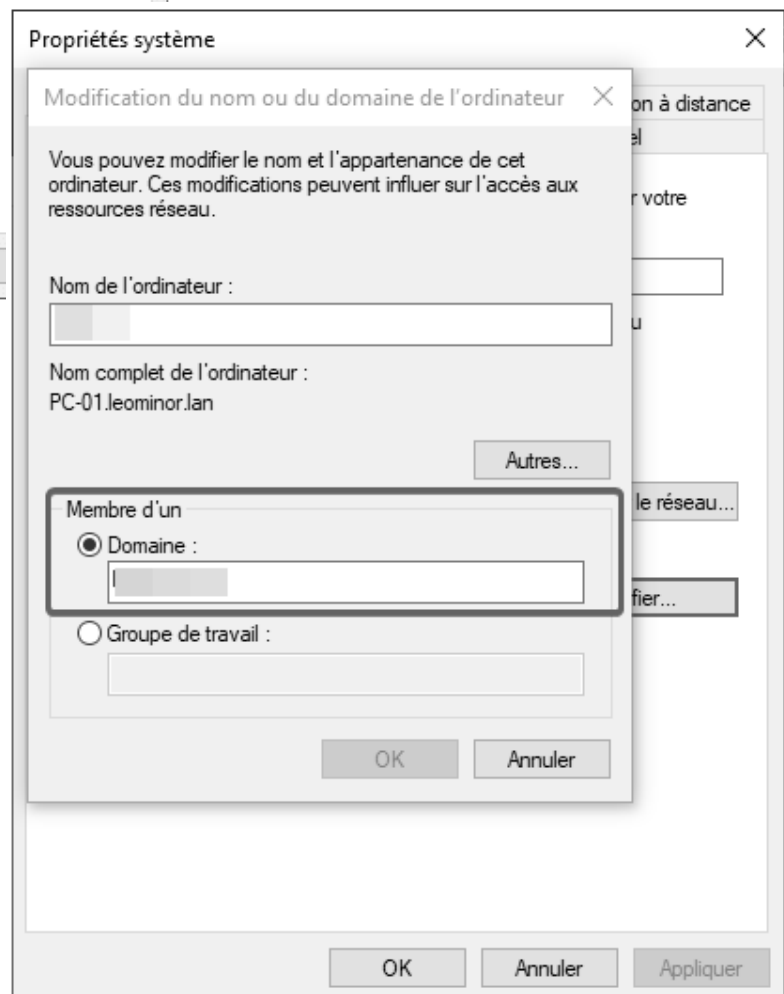 Propriétés système
Modification du nom ou du domaine de l'ordinateur
on à distance
el
Vous pouvez modifier le nom et l'appartenance de cet
ordinateur. Ces modifications peuvent influer sur l'accès aux
ressources réseau.
r votre
Nom de l'ordinateur :
u
Nom complet de l'ordinateur :
PC-01.leominor.lan
Autres...
le réseau...
Membre d'un
Domaine :
fier...
Groupe de travail :
OK
Annuler
OK
Annuler
Appliquer